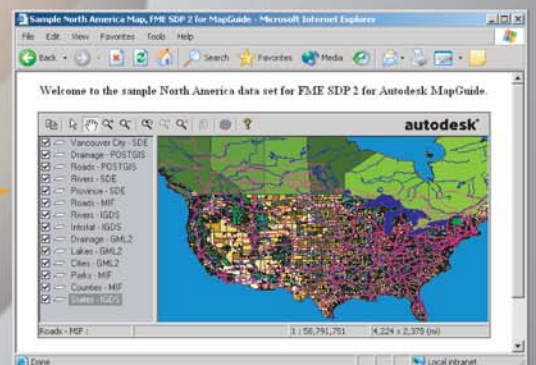 Sample North America Map, FME SDP 2 for MapGuide - Microsoft Internet Explorer
File Edit View Favorites Tools Help
Back Search Favorites Media
Welcome to the sample North America data set for FME SDP 2 for Autodesk MapGuide.
autodesk
Vancouver City - SDE
Drainage - POSTGIS
Roads - POSTGIS
Rivers - SDE
Province - SDE
Roads - MIF
Rivers - IGDS
Intrstat - IGDS
Drainage - GML2
Lakes - GML2
Cities - GML2
Parks - MIF
Counties - MIF
States - IGDS
Roads - MIF : 1 : 58,791,751 4,224 x 2,378 (mi)
Done Local intranet